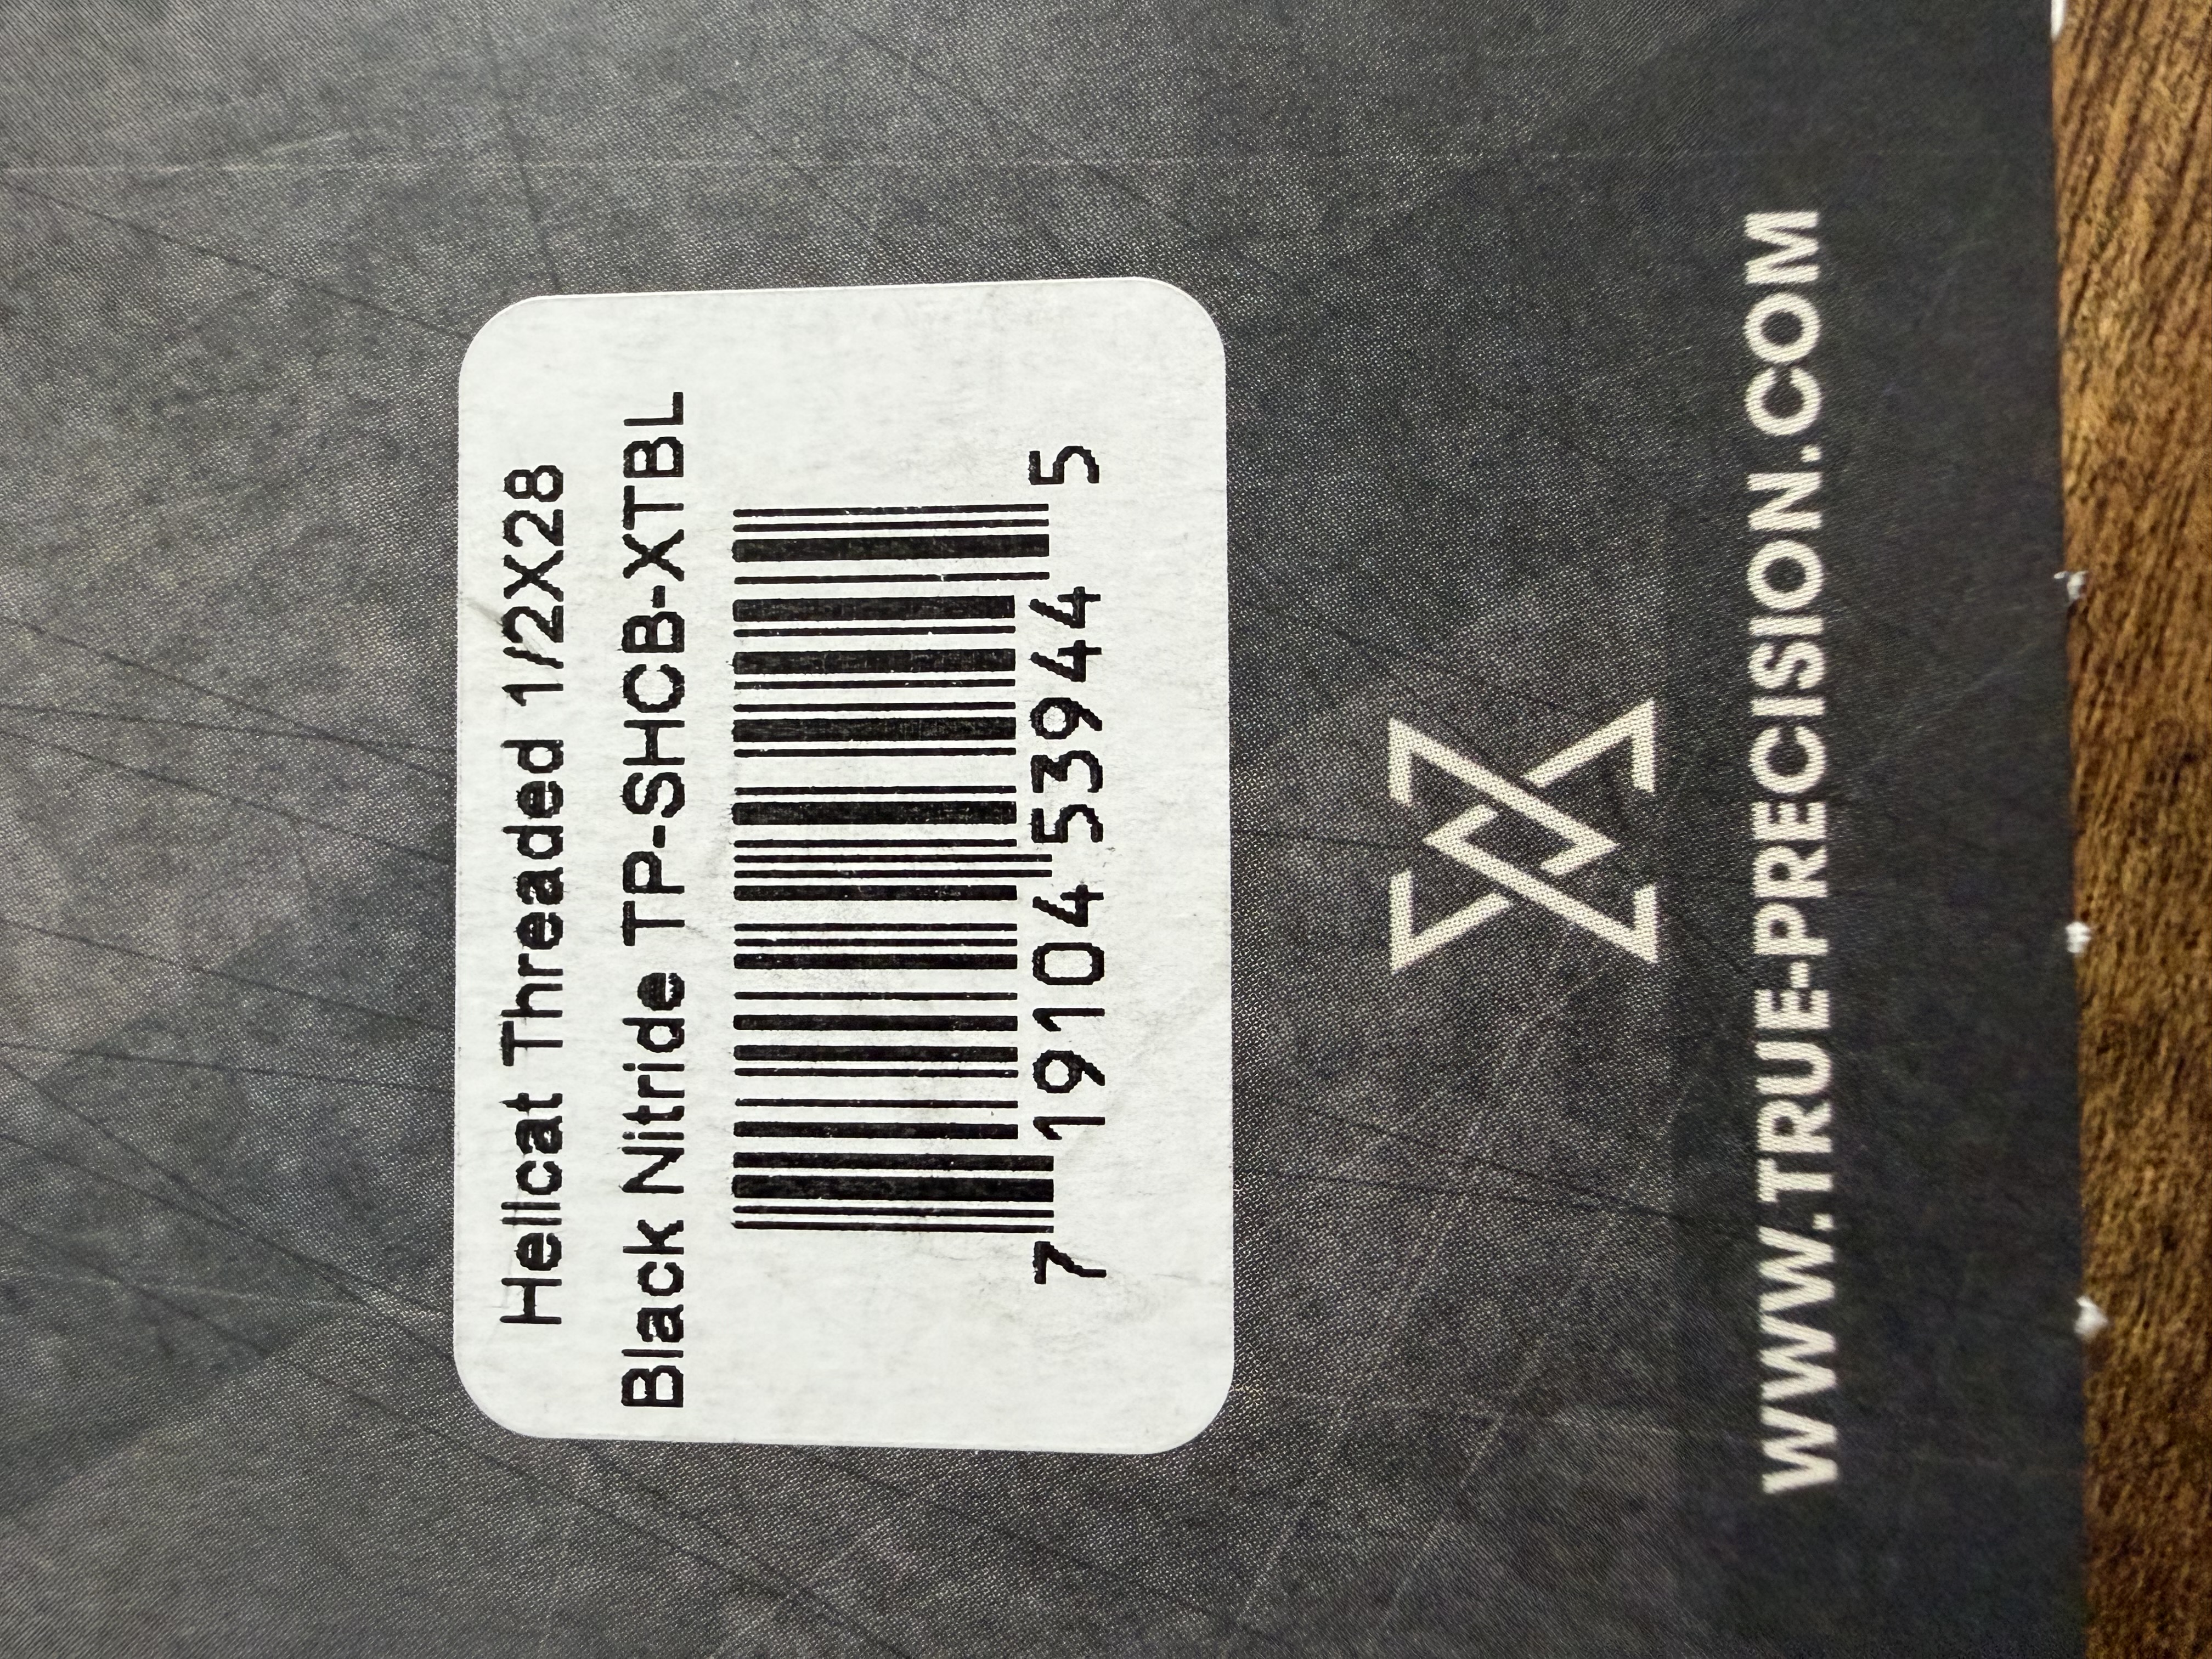 Hellcat Threaded 1/2X28
Black Nitride TP-SHCB-XTBL
7 19104 53944 5
WWW.TRUE-PRECISION.COM